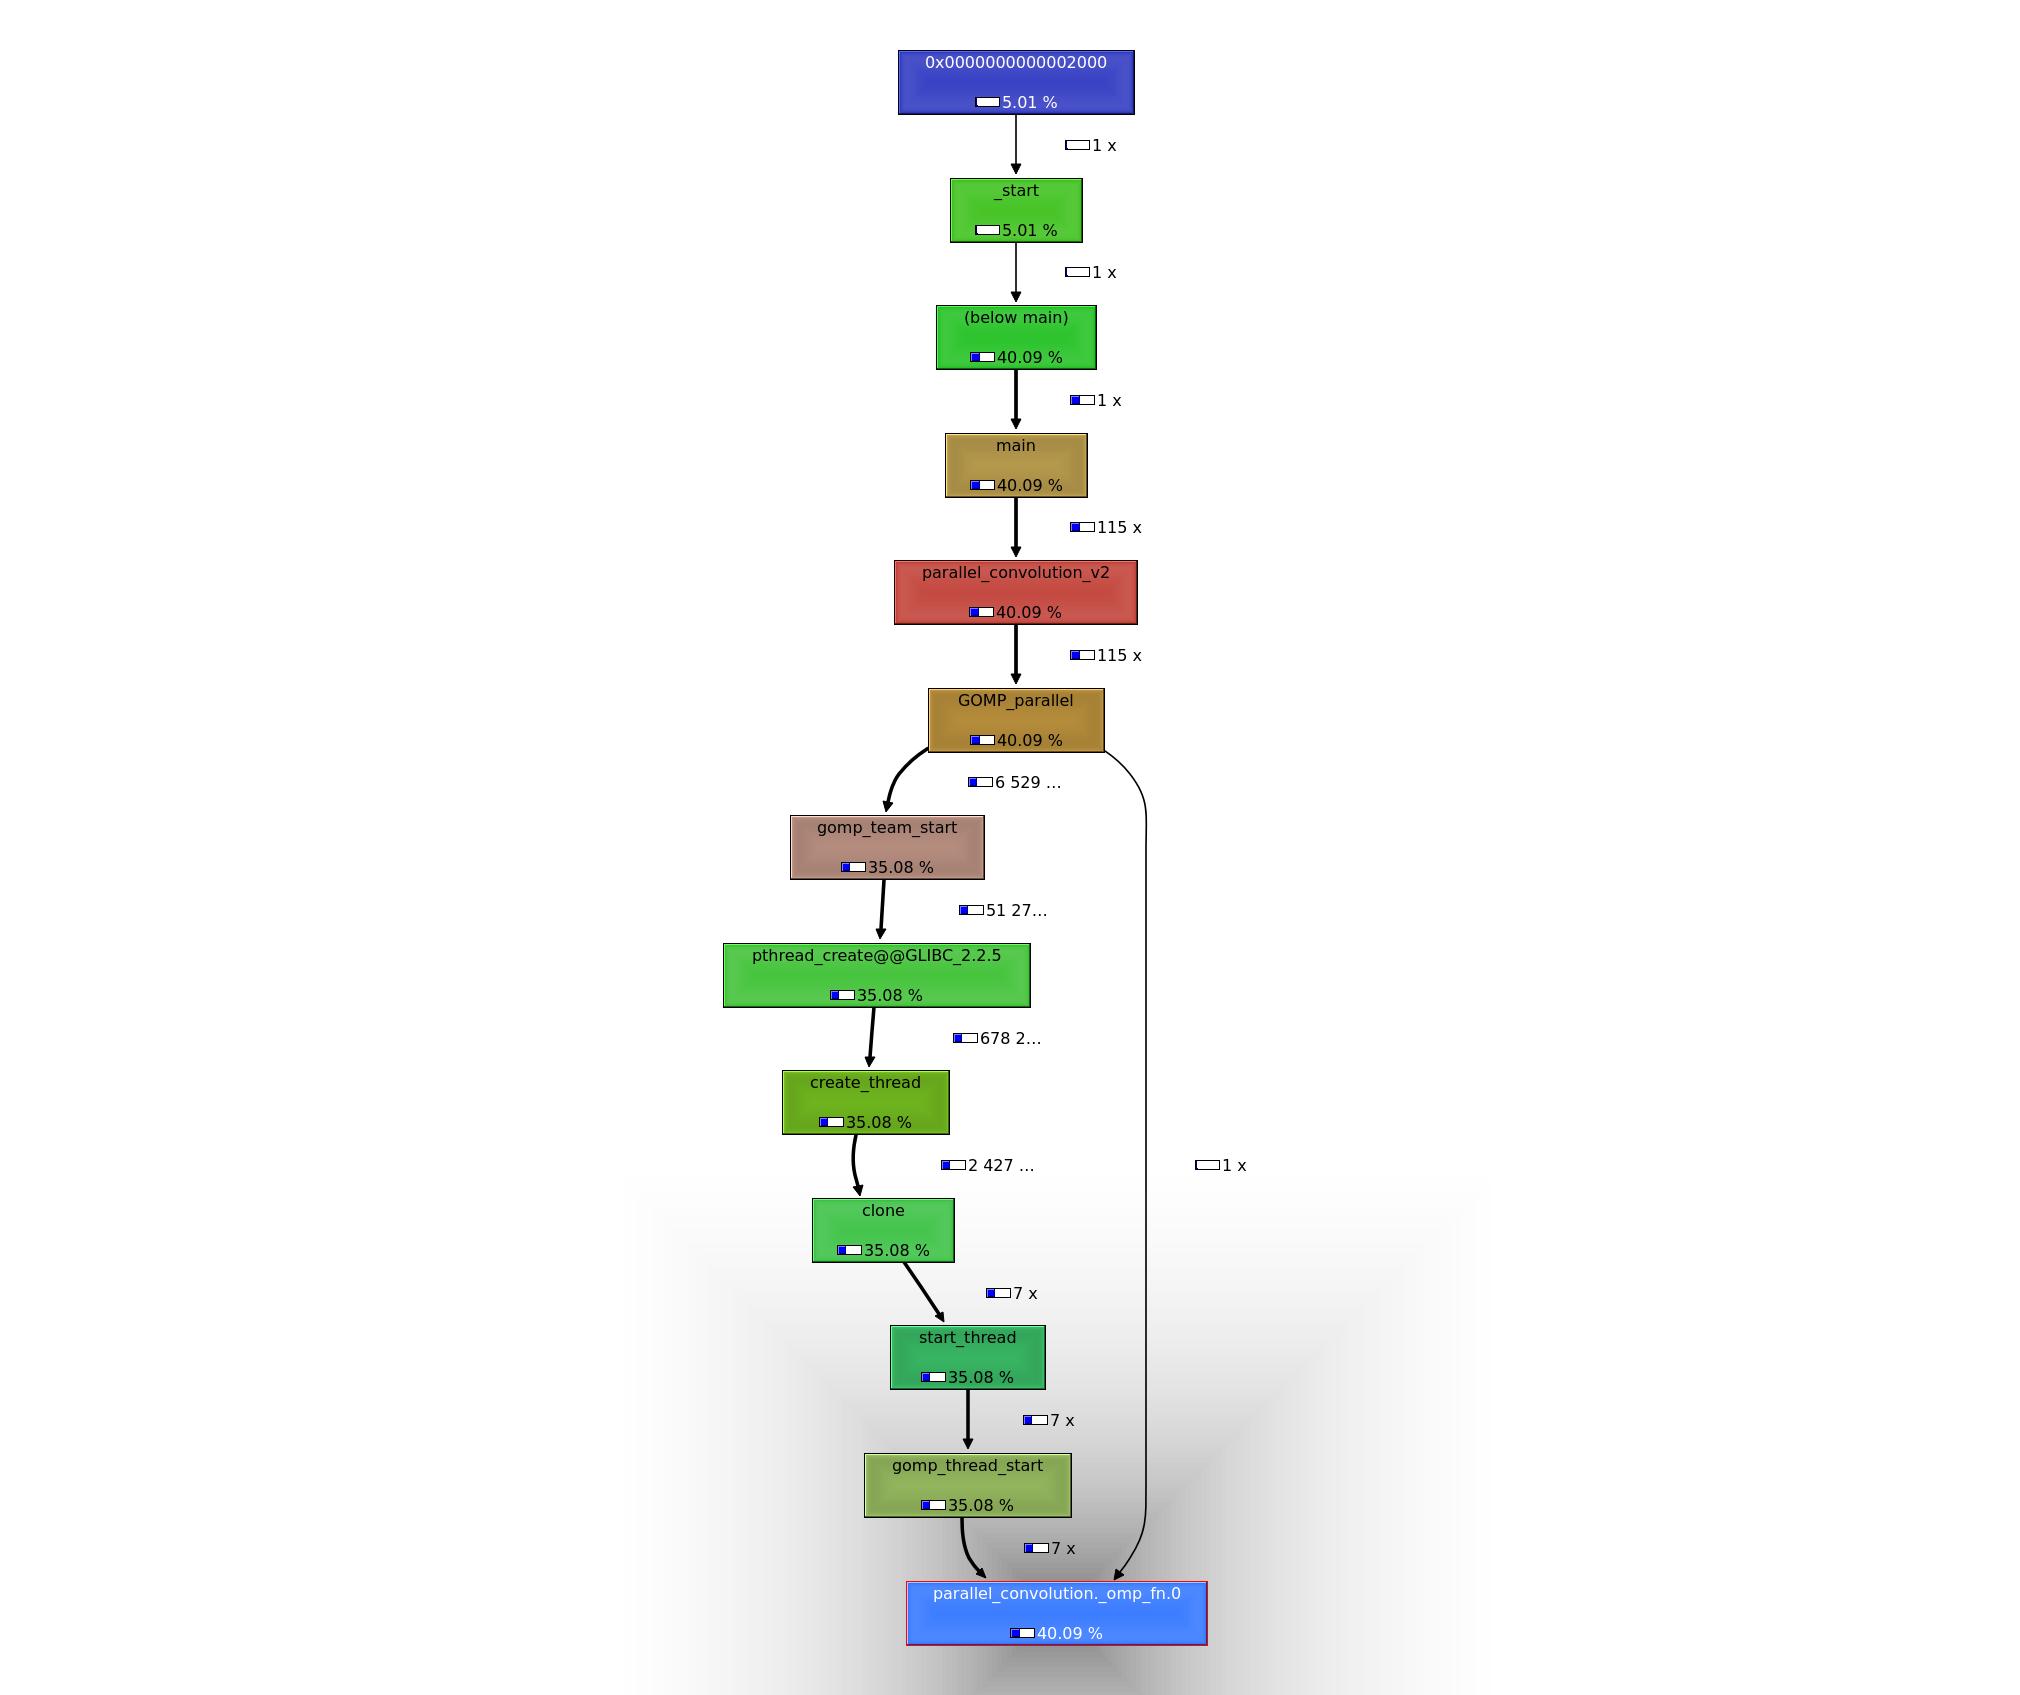 0x0000000000002000
5.01 %
1 x
_start
5.01 %
1 x
(below main)
40.09 %
1 x
main
40.09 %
115 x
parallel_convolution_v2
40.09 %
115 x
GOMP_parallel
40.09 %
6 529 ...
gomp_team_start
35.08 %
51 27...
pthread_create@@GLIBC_2.2.5
35.08 %
678 2...
create_thread
35.08 %
2 427 ...
1 x
clone
35.08 %
7 x
start_thread
35.08 %
7 x
gomp_thread_start
35.08 %
7 x
parallel_convolution._omp_fn.0
40.09 %